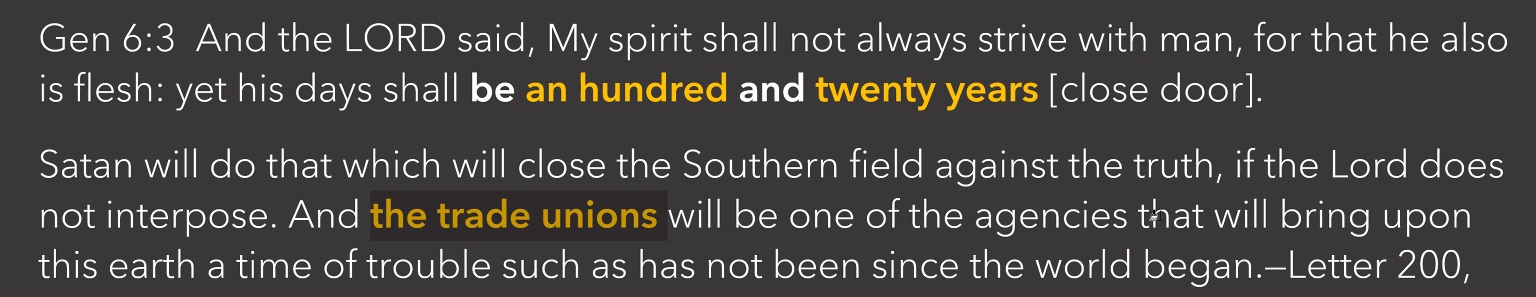 Gen 6:3  And the LORD said, My spirit shall not always strive with man, for that he also
is flesh: yet his days shall be an hundred and twenty years [close door].
Satan will do that which will close the Southern field against the truth, if the Lord does
not interpose. And the trade unions will be one of the agencies that will bring upon
this earth a time of trouble such as has not been since the world began.—Letter 200,